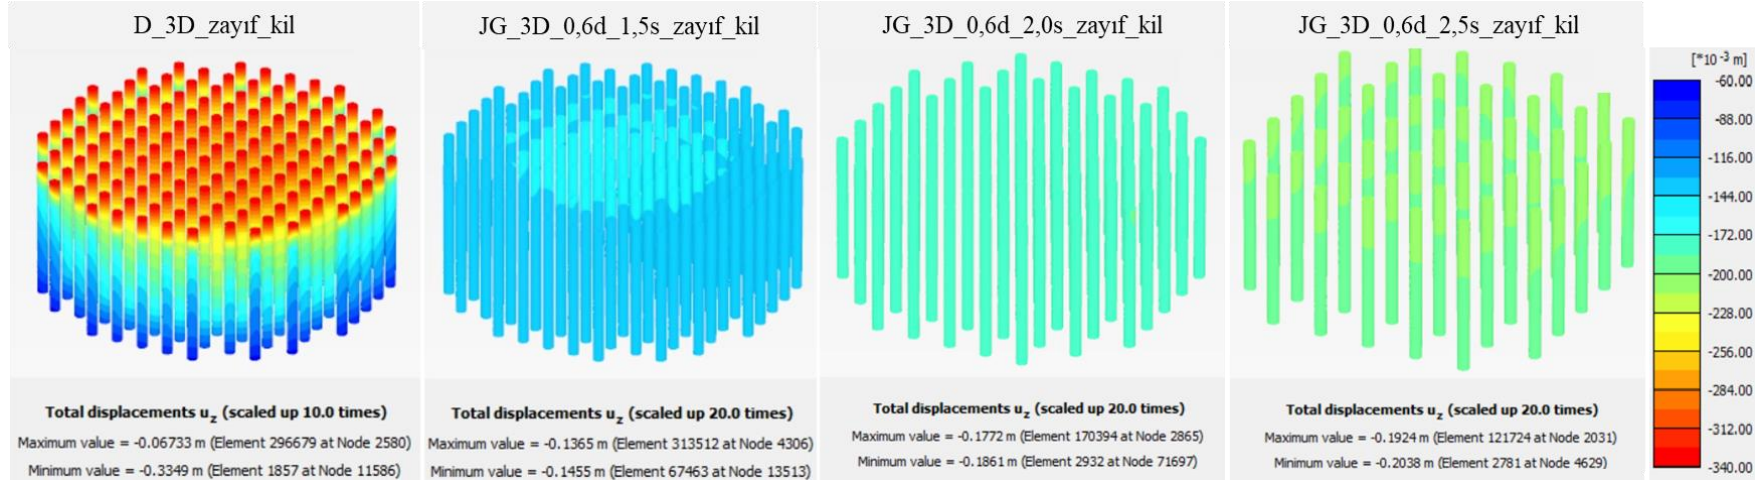 D_3D_zayıf_kil
Total displacements uz (scaled up 10.0 times)
Maximum value = -0.06733 m (Element 296679 at Node 2580)
Minimum value = -0.3349 m (Element 1857 at Node 11586)
JG_3D_0,6d_1,5s_zayıf_kil
Total displacements uz (scaled up 20.0 times)
Maximum value = -0.1365 m (Element 313512 at Node 4306)
Minimum value = -0.1455 m (Element 67463 at Node 13513)
JG_3D_0,6d_2,0s_zayıf_kil
Total displacements uz (scaled up 20.0 times)
Maximum value = -0.1772 m (Element 170394 at Node 2865)
Minimum value = -0.1861 m (Element 2932 at Node 71697)
JG_3D_0,6d_2,5s_zayıf_kil
Total displacements uz (scaled up 20.0 times)
Maximum value = -0.1924 m (Element 121724 at Node 2031)
Minimum value = -0.2038 m (Element 2781 at Node 4629)
[*10⁻³ m]
-60.00
-88.00
-116.00
-144.00
-172.00
-200.00
-228.00
-256.00
-284.00
-312.00
-340.00